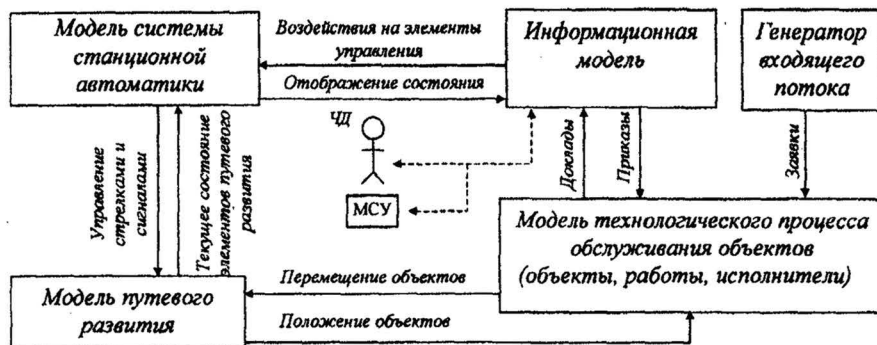 Модель системы
станционной
автоматики
Воздействия на элементы
управления
Отображение состояния
Информационная
модель
Генератор
входящего
потока
ЧД
МСУ
Управление
стрелками и
сигналами
Текущее состояние
элементов путевого
развития
Доклады
Приказы
Заявки
Модель технологического процесса
обслуживания объектов
(объекты, работы, исполнители)
Перемещение объектов
Положение объектов
Модель путевого
развития